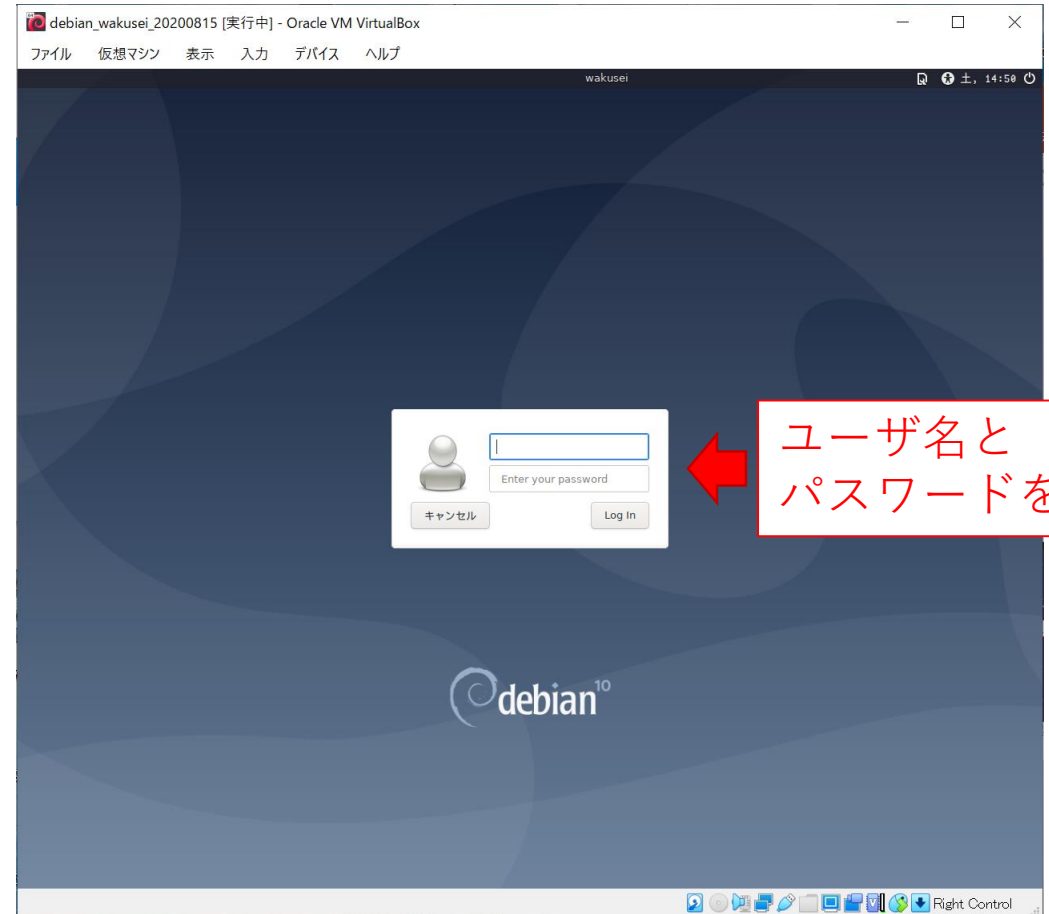 debian_wakusei_20200815 [実行中] - Oracle VM VirtualBox
ファイル 仮想マシン 表示 入力 デバイス ヘルプ
wakusei
土, 14:50
ユーザ名と
パスワードを
Enter your password
キャンセル Log In
debian10
Right Control